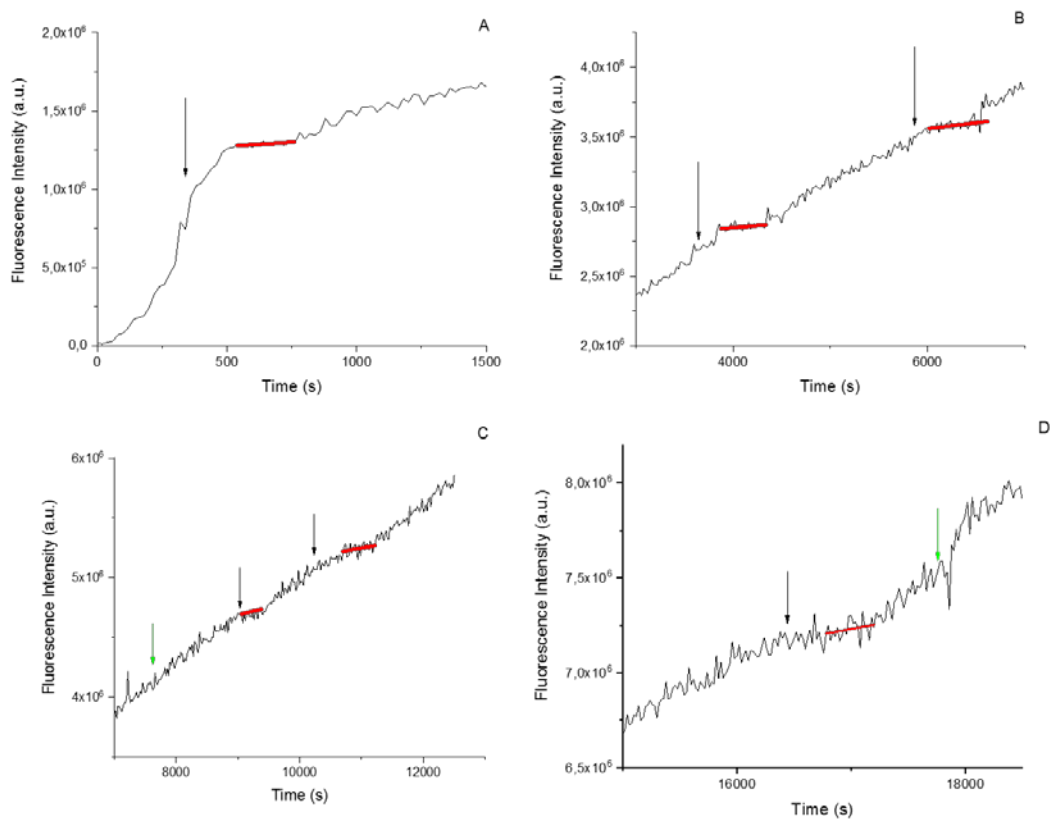 A
2,0x10⁶
1,5x10⁶
1,0x10⁶
5,0x10⁵
0,0
Fluorescence Intensity (a.u.)
0
500
1000
1500
Time (s)
B
4,0x10⁶
3,5x10⁶
3,0x10⁶
2,5x10⁶
2,0x10⁶
Fluorescence Intensity (a.u.)
4000
6000
Time (s)
C
6x10⁶
5x10⁶
4x10⁶
Fluorescence Intensity (a.u.)
8000
10000
12000
Time (s)
D
8,0x10⁶
7,5x10⁶
7,0x10⁶
6,5x10⁶
Fluorescence Intensity (a.u.)
16000
18000
Time (s)